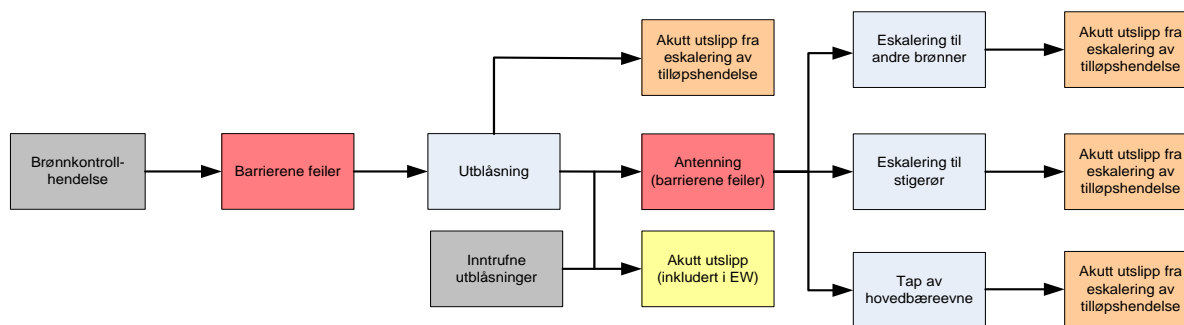 Brønnkontroll-
hendelse
Barrierene feiler
Utblåsning
Akutt utslipp fra
eskalering av
tilløpshendelse
Antenning
(barrierene feiler)
Inntrufne
utblåsninger
Akutt utslipp
(inkludert i EW)
Eskalering til
andre brønner
Akutt utslipp fra
eskalering av
tilløpshendelse
Eskalering til
stigerør
Akutt utslipp fra
eskalering av
tilløpshendelse
Tap av
hovedbæreevne
Akutt utslipp fra
eskalering av
tilløpshendelse